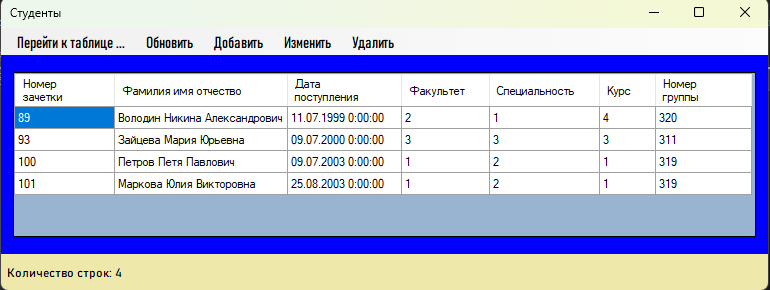 Студенты
Перейти к таблице ... Обновить Добавить Изменить Удалить
Номер зачетки Фамилия имя отчество Дата поступления Факультет Специальность Курс Номер группы
89 Володин Никина Александрович 11.07.1999 0:00:00 2 1 4 320
93 Зайцева Мария Юрьевна 09.07.2000 0:00:00 3 3 3 311
100 Петров Петя Павлович 09.07.2003 0:00:00 1 2 1 319
101 Маркова Юлия Викторовна 25.08.2003 0:00:00 1 2 1 319
Количество строк: 4